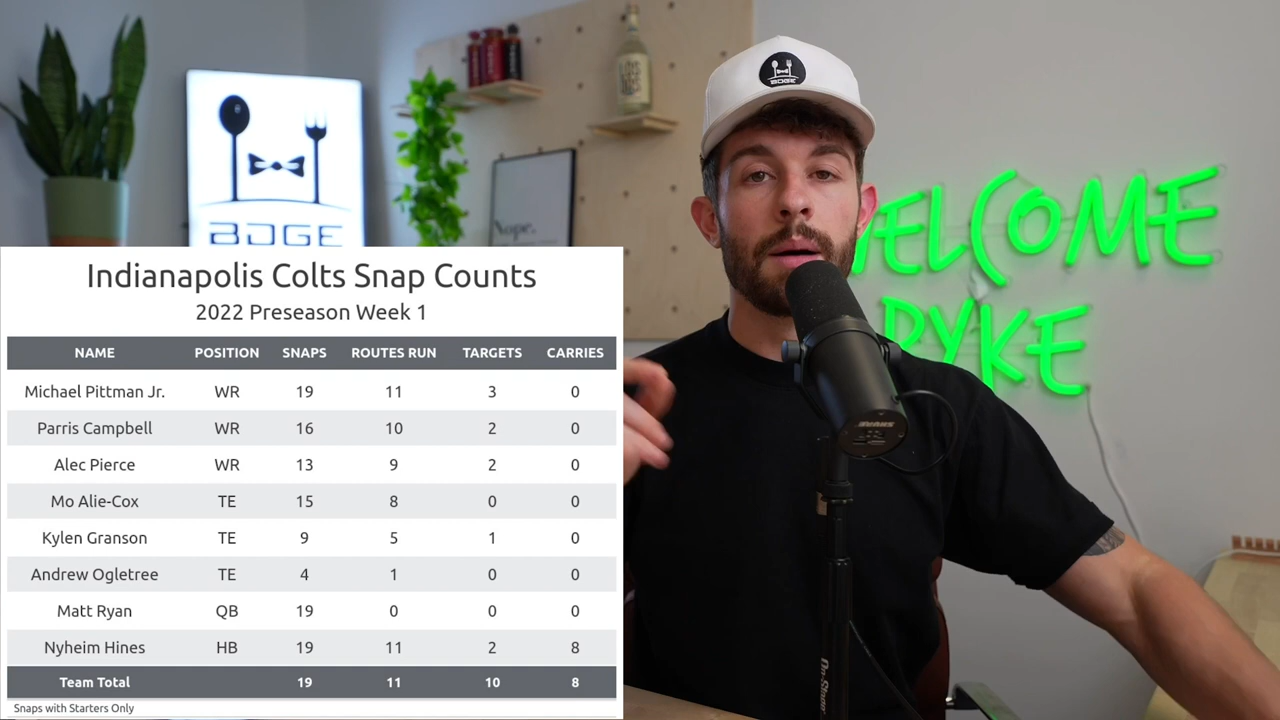 BDGE
Nope.
BDGE
WELCOME
RYKE
Indianapolis Colts Snap Counts
2022 Preseason Week 1
NAME POSITION SNAPS ROUTES RUN TARGETS CARRIES
Michael Pittman Jr. WR 19 11 3 0
Parris Campbell WR 16 10 2 0
Alec Pierce WR 13 9 2 0
Mo Alie-Cox TE 15 8 0 0
Kylen Granson TE 9 5 1 0
Andrew Ogletree TE 4 1 0 0
Matt Ryan QB 19 0 0 0
Nyheim Hines HB 19 11 2 8
Team Total 19 11 10 8
Snaps with Starters Only